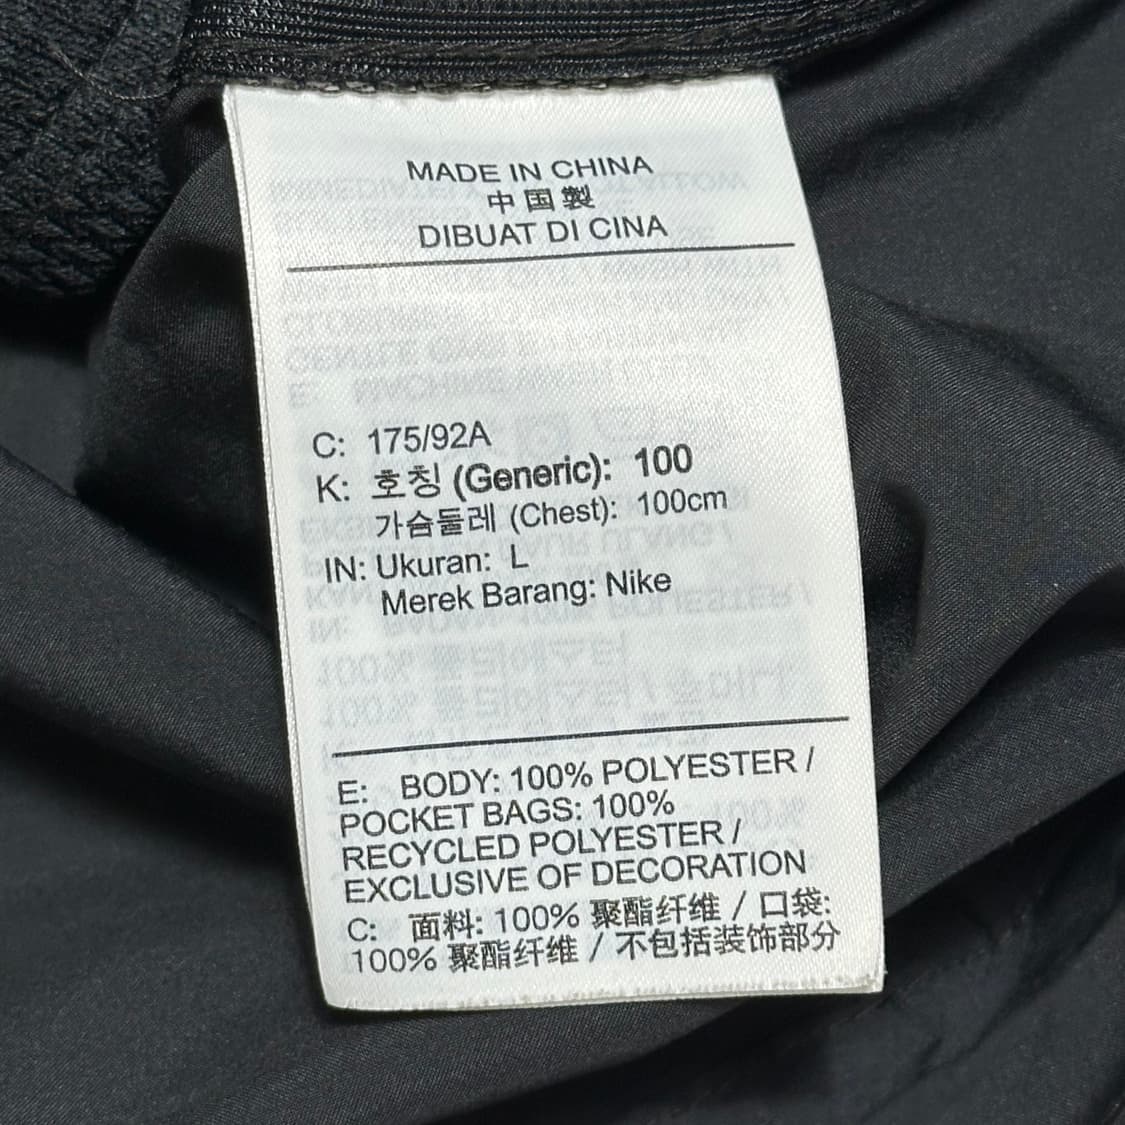 MADE IN CHINA
中国製
DIBUAT DI CINA
C: 175/92A
K: 호칭 (Generic): 100
가슴둘레 (Chest): 100cm
IN: Ukuran: L
Merek Barang: Nike
E: BODY: 100% POLYESTER /
POCKET BAGS: 100%
RECYCLED POLYESTER /
EXCLUSIVE OF DECORATION
C: 面料: 100% 聚酯纤维 / 口袋:
100% 聚酯纤维 / 不包括装饰部分